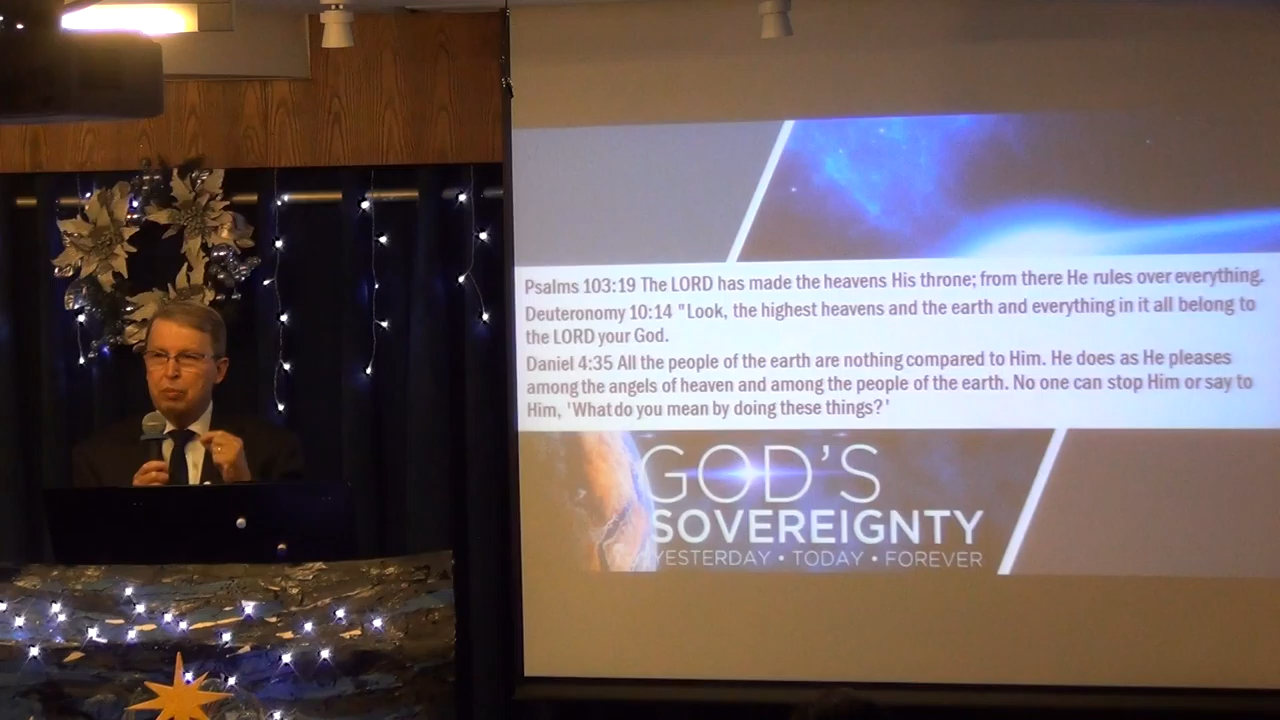 Psalms 103:19 The LORD has made the heavens His throne; from there He rules over everything.
Deuteronomy 10:14 "Look, the highest heavens and the earth and everything in it all belong to
the LORD your God.
Daniel 4:35 All the people of the earth are nothing compared to Him. He does as He pleases
among the angels of heaven and among the people of the earth. No one can stop Him or say to
Him, 'What do you mean by doing these things?'
GOD'S
SOVEREIGNTY
YESTERDAY • TODAY • FOREVER